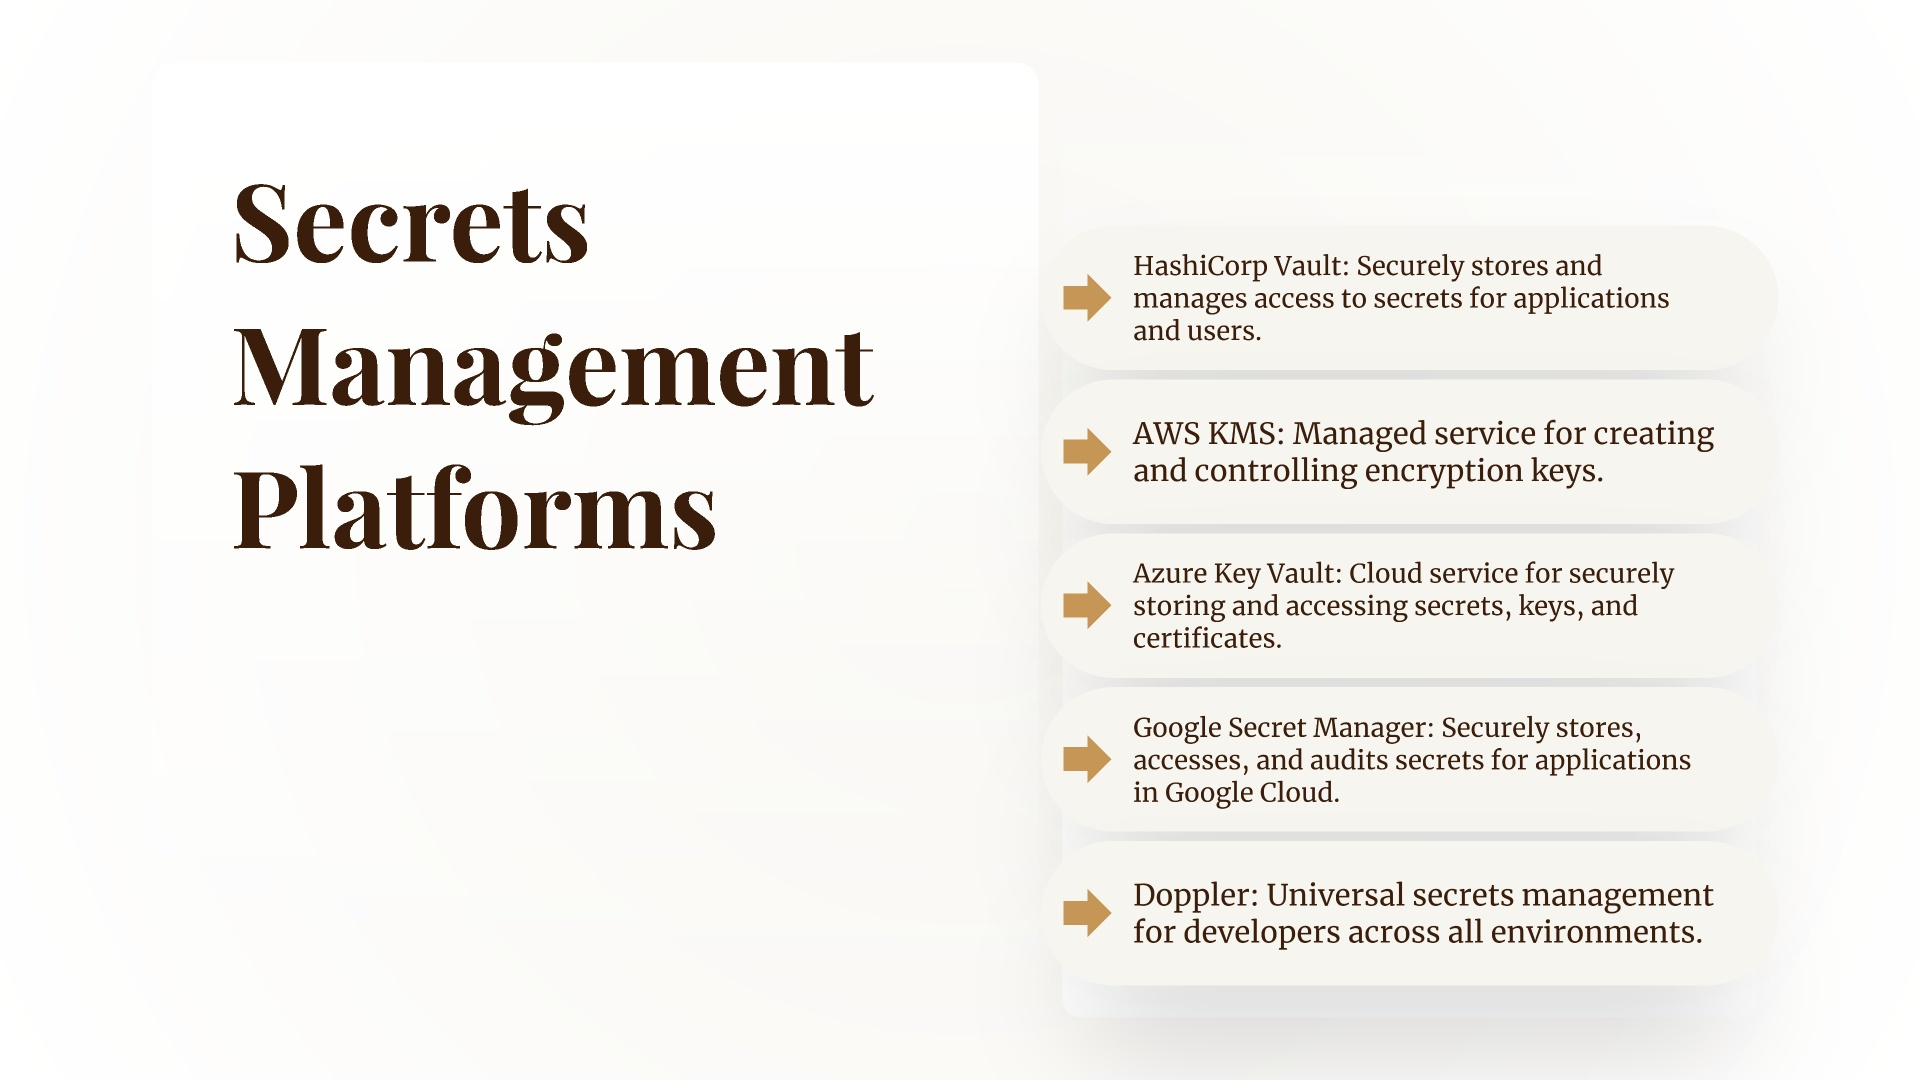 Secrets
Management
Platforms
HashiCorp Vault: Securely stores and
manages access to secrets for applications
and users.
AWS KMS: Managed service for creating
and controlling encryption keys.
Azure Key Vault: Cloud service for securely
storing and accessing secrets, keys, and
certificates.
Google Secret Manager: Securely stores,
accesses, and audits secrets for applications
in Google Cloud.
Doppler: Universal secrets management
for developers across all environments.